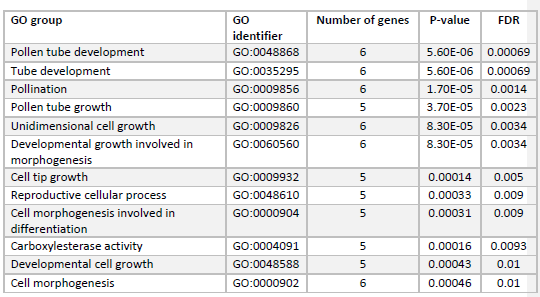 GO group GO identifier Number of genes P-value FDR
Pollen tube development GO:0048868 6 5.60E-06 0.00069
Tube development GO:0035295 6 5.60E-06 0.00069
Pollination GO:0009856 6 1.70E-05 0.0014
Pollen tube growth GO:0009860 5 3.70E-05 0.0023
Unidimensional cell growth GO:0009826 6 8.30E-05 0.0034
Developmental growth involved in GO:0060560 6 8.30E-05 0.0034
morphogenesis
Cell tip growth GO:0009932 5 0.00014 0.005
Reproductive cellular process GO:0048610 5 0.00033 0.009
Cell morphogenesis involved in GO:0000904 5 0.00031 0.009
differentiation
Carboxylesterase activity GO:0004091 5 0.00016 0.0093
Developmental cell growth GO:0048588 5 0.00043 0.01
Cell morphogenesis GO:0000902 6 0.00046 0.01